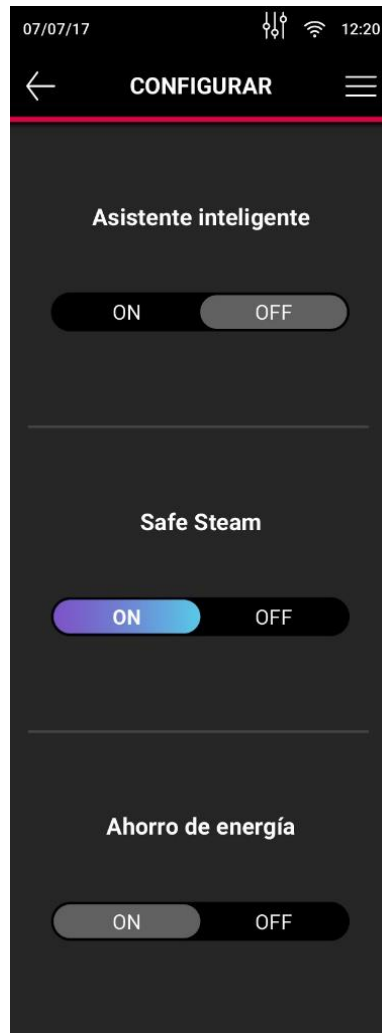 07/07/17 12:20
CONFIGURAR
Asistente inteligente
ON OFF
Safe Steam
ON OFF
Ahorro de energía
ON OFF